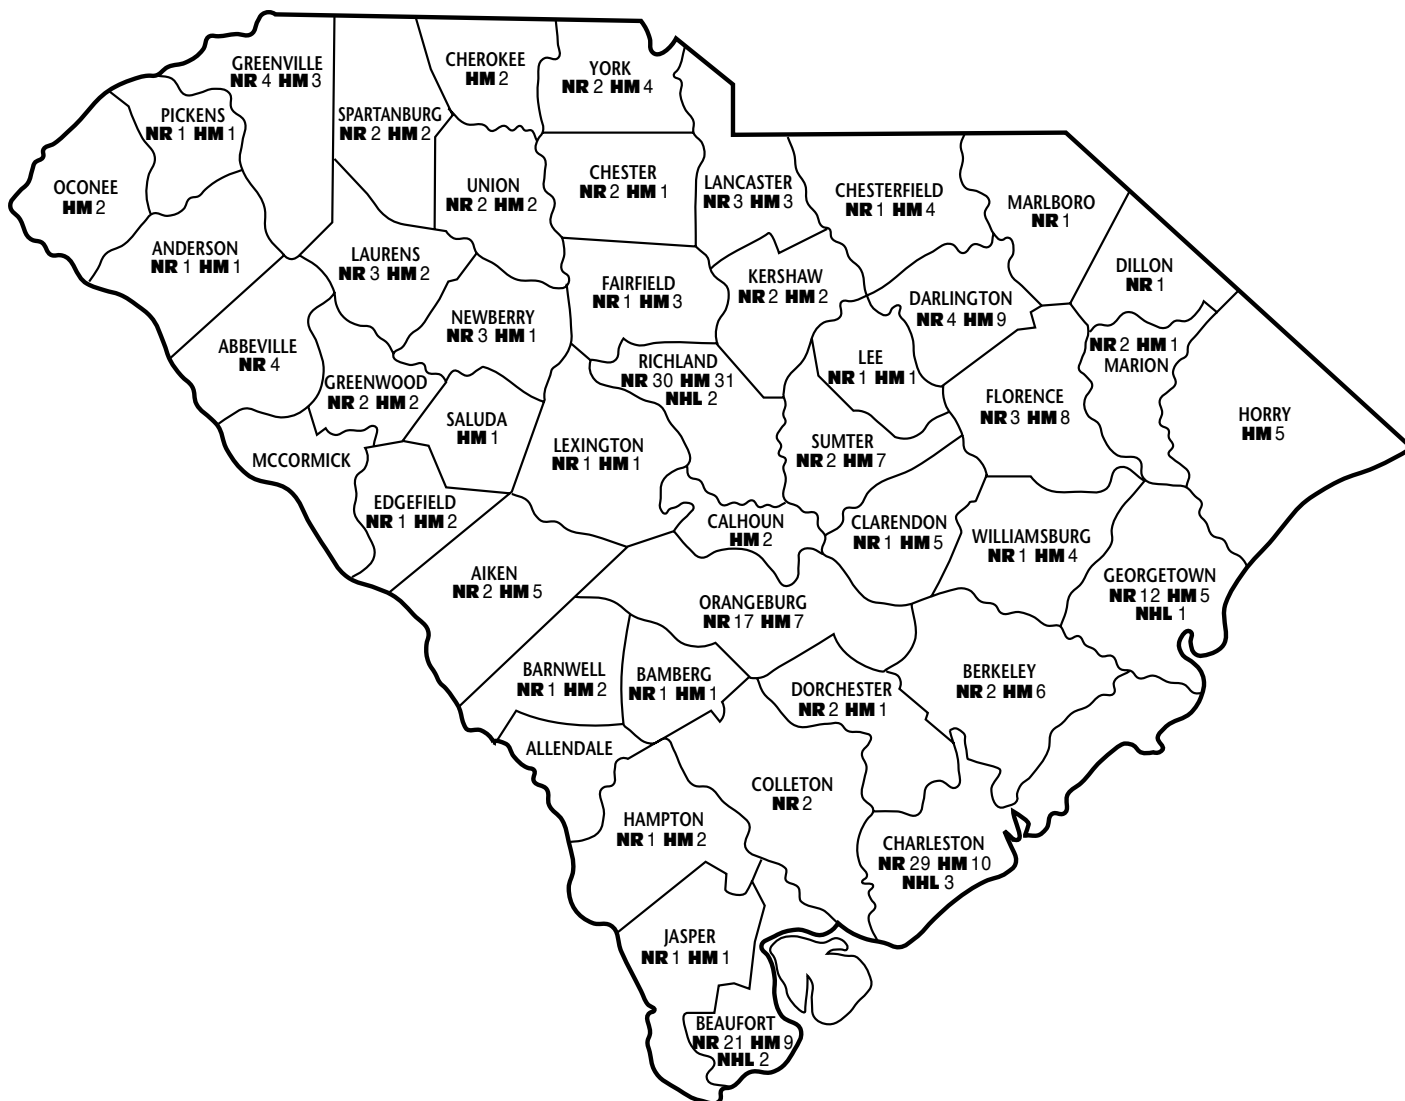 GREENVILLE
NR 4 HM 3
CHEROKEE
HM 2
YORK
NR 2 HM 4
PICKENS
NR 1 HM 1
SPARTANBURG
NR 2 HM 2
OCONEE
HM 2
UNION
NR 2 HM 2
CHESTER
NR 2 HM 1
LANCASTER
NR 3 HM 3
CHESTERFIELD
NR 1 HM 4
MARLBORO
NR 1
ANDERSON
NR 1 HM 1
LAURENS
NR 3 HM 2
FAIRFIELD
NR 1 HM 3
KERSHAW
NR 2 HM 2
DARLINGTON
NR 4 HM 9
DILLON
NR 1
NEWBERRY
NR 3 HM 1
ABBEVILLE
NR 4
GREENWOOD
NR 2 HM 2
RICHLAND
NR 30 HM 31
NHL 2
LEE
NR 1 HM 1
NR 2 HM 1
MARION
FLORENCE
NR 3 HM 8
HORRY
HM 5
SALUDA
HM 1
LEXINGTON
NR 1 HM 1
SUMTER
NR 2 HM 7
MCCORMICK
EDGEFIELD
NR 1 HM 2
CALHOUN
HM 2
CLARENDON
NR 1 HM 5
WILLIAMSBURG
NR 1 HM 4
AIKEN
NR 2 HM 5
GEORGETOWN
NR 12 HM 5
NHL 1
ORANGEBURG
NR 17 HM 7
BARNWELL
NR 1 HM 2
BAMBERG
NR 1 HM 1
DORCHESTER
NR 2 HM 1
BERKELEY
NR 2 HM 6
ALLENDALE
COLLETON
NR 2
HAMPTON
NR 1 HM 2
CHARLESTON
NR 29 HM 10
NHL 3
JASPER
NR 1 HM 1
BEAUFORT
NR 21 HM 9
NHL 2